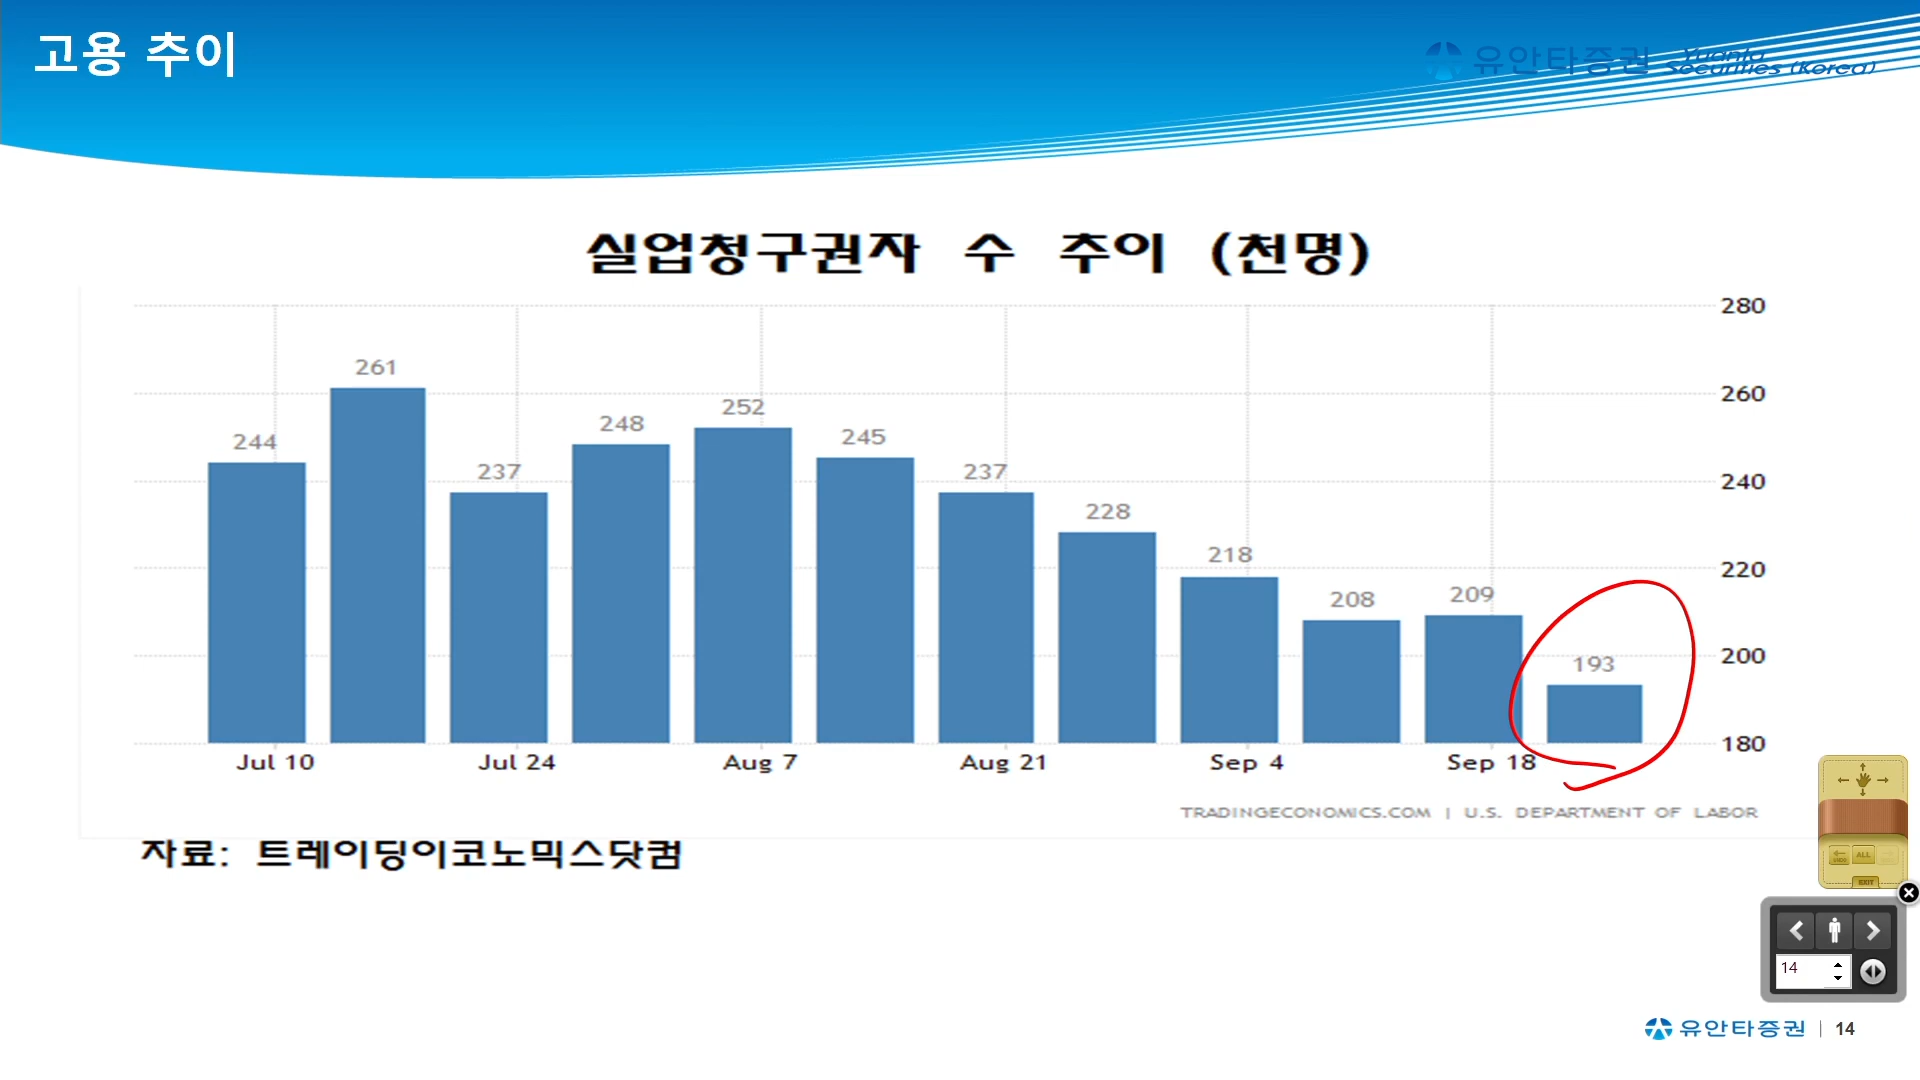 고용 추이
유안타증권 Yuanta Securities (Korea)
실업청구권자 수 추이 (천명)
280
260
240
220
200
180
244
261
237
248
252
245
237
228
218
208
209
193
Jul 10
Jul 24
Aug 7
Aug 21
Sep 4
Sep 18
TRADINGECONOMICS.COM | U.S. DEPARTMENT OF LABOR
자료: 트레이딩이코노믹스닷컴
UNDO
ALL
EXIT
14
유안타증권 | 14